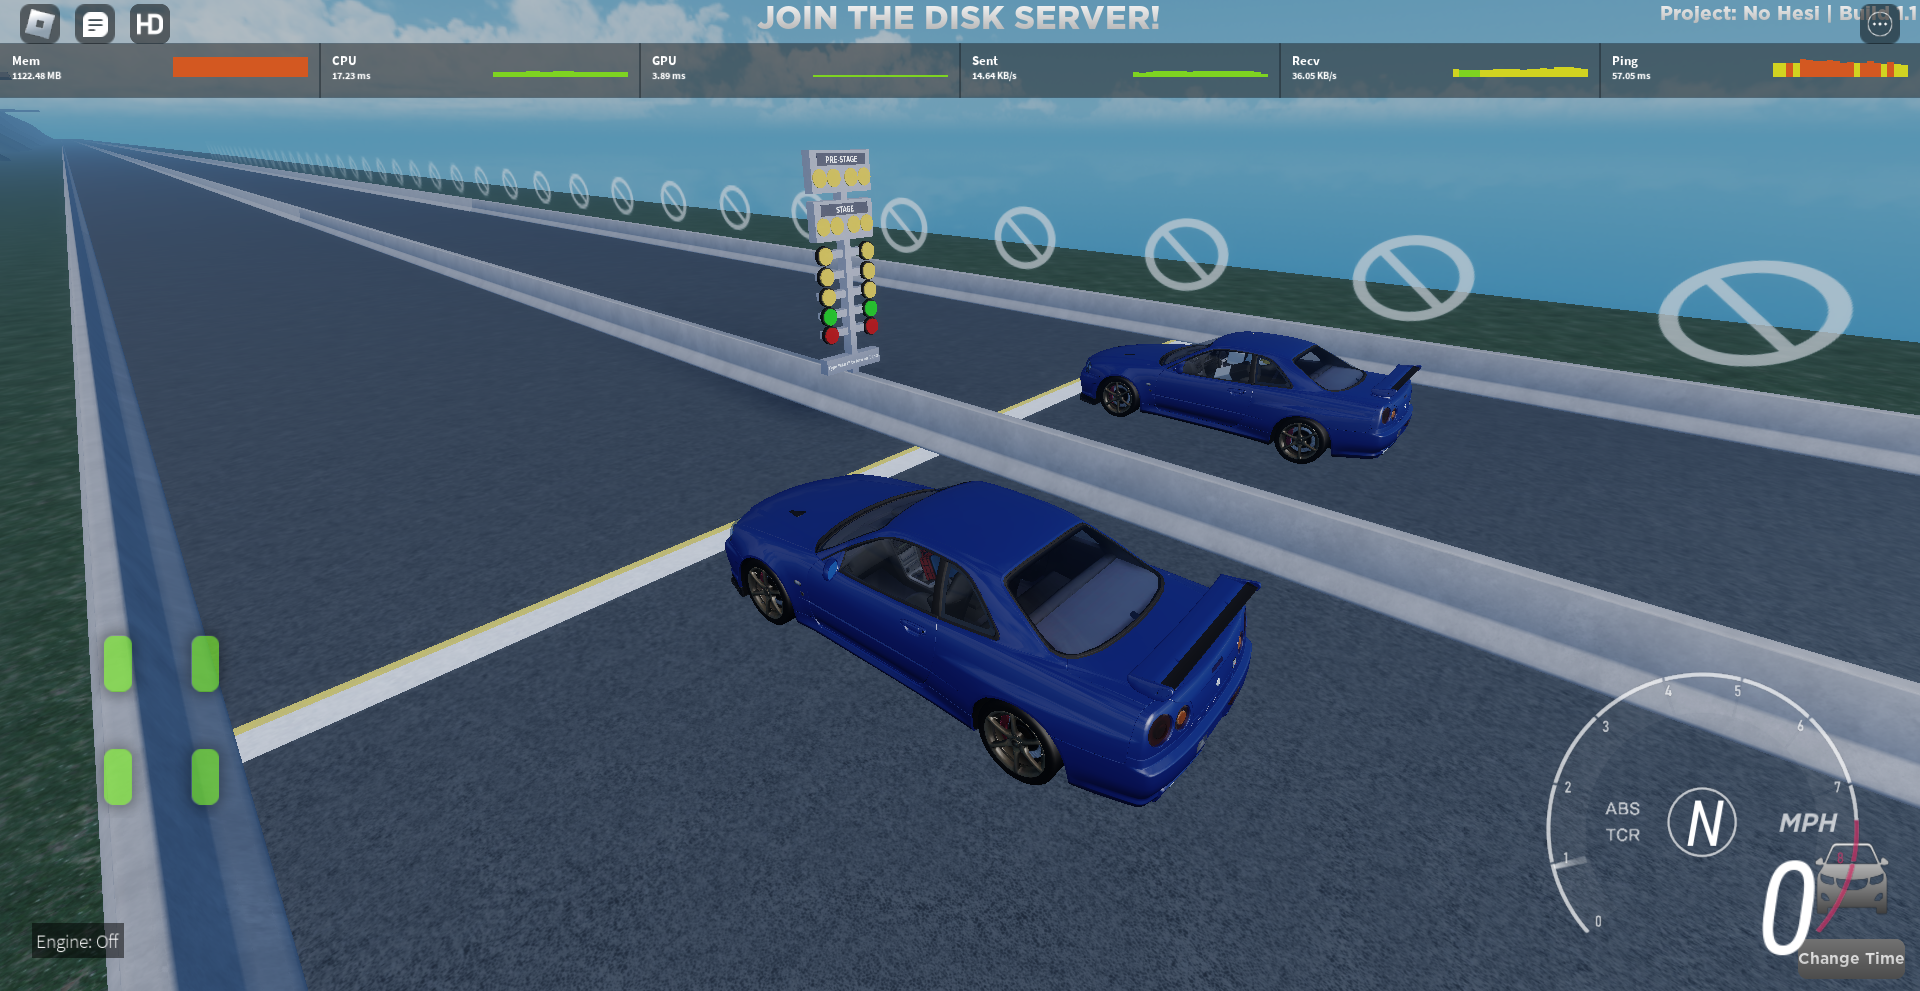 HD
JOIN THE DISK SERVER!
Project: No Hesi | Build 1.1
Mem
1122.48 MB
CPU
17.23 ms
GPU
3.89 ms
Sent
14.64 KB/s
Recv
36.05 KB/s
Ping
57.05 ms
PRE-STAGE
STAGE
0
1
2
3
4
5
6
7
8
ABS
TCR
N
MPH
0
Engine: Off
Change Time